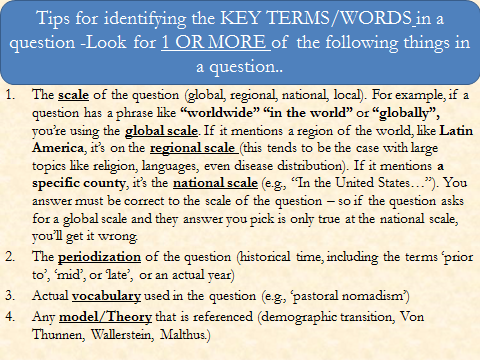 Tips for identifying the KEY TERMS/WORDS in a
question -Look for 1 OR MORE of the following things in
a question..
1. The scale of the question (global, regional, national, local). For example, if a
question has a phrase like “worldwide” “in the world” or “globally”,
you’re using the global scale. If it mentions a region of the world, like Latin
America, it’s on the regional scale (this tends to be the case with large
topics like religion, languages, even disease distribution). If it mentions a
specific county, it’s the national scale (e.g., “In the United States…”). You
answer must be correct to the scale of the question – so if the question asks
for a global scale and they answer you pick is only true at the national scale,
you’ll get it wrong.
2. The periodization of the question (historical time, including the terms ‘prior
to’, ‘mid’, or ‘late’, or an actual year)
3. Actual vocabulary used in the question (e.g., ‘pastoral nomadism’)
4. Any model/Theory that is referenced (demographic transition, Von
Thunnen, Wallerstein, Malthus.)